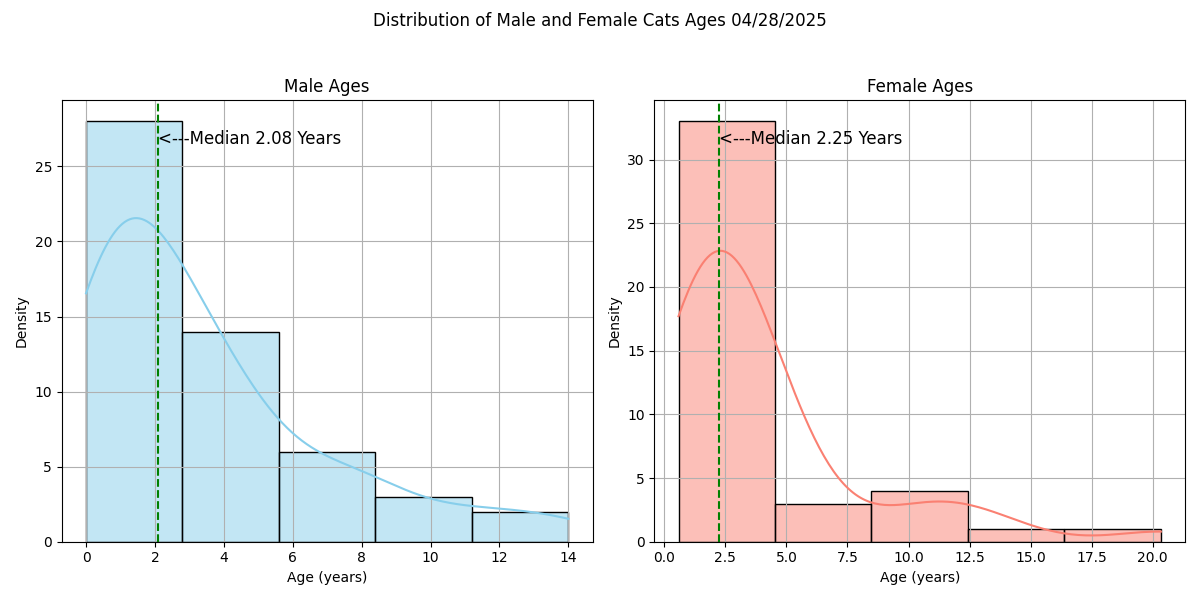 Distribution of Male and Female Cats Ages 04/28/2025
Male Ages
<---Median 2.08 Years
Density
25
20
15
10
5
0
0 2 4 6 8 10 12 14
Age (years)
Female Ages
<---Median 2.25 Years
Density
30
25
20
15
10
5
0
0.0 2.5 5.0 7.5 10.0 12.5 15.0 17.5 20.0
Age (years)